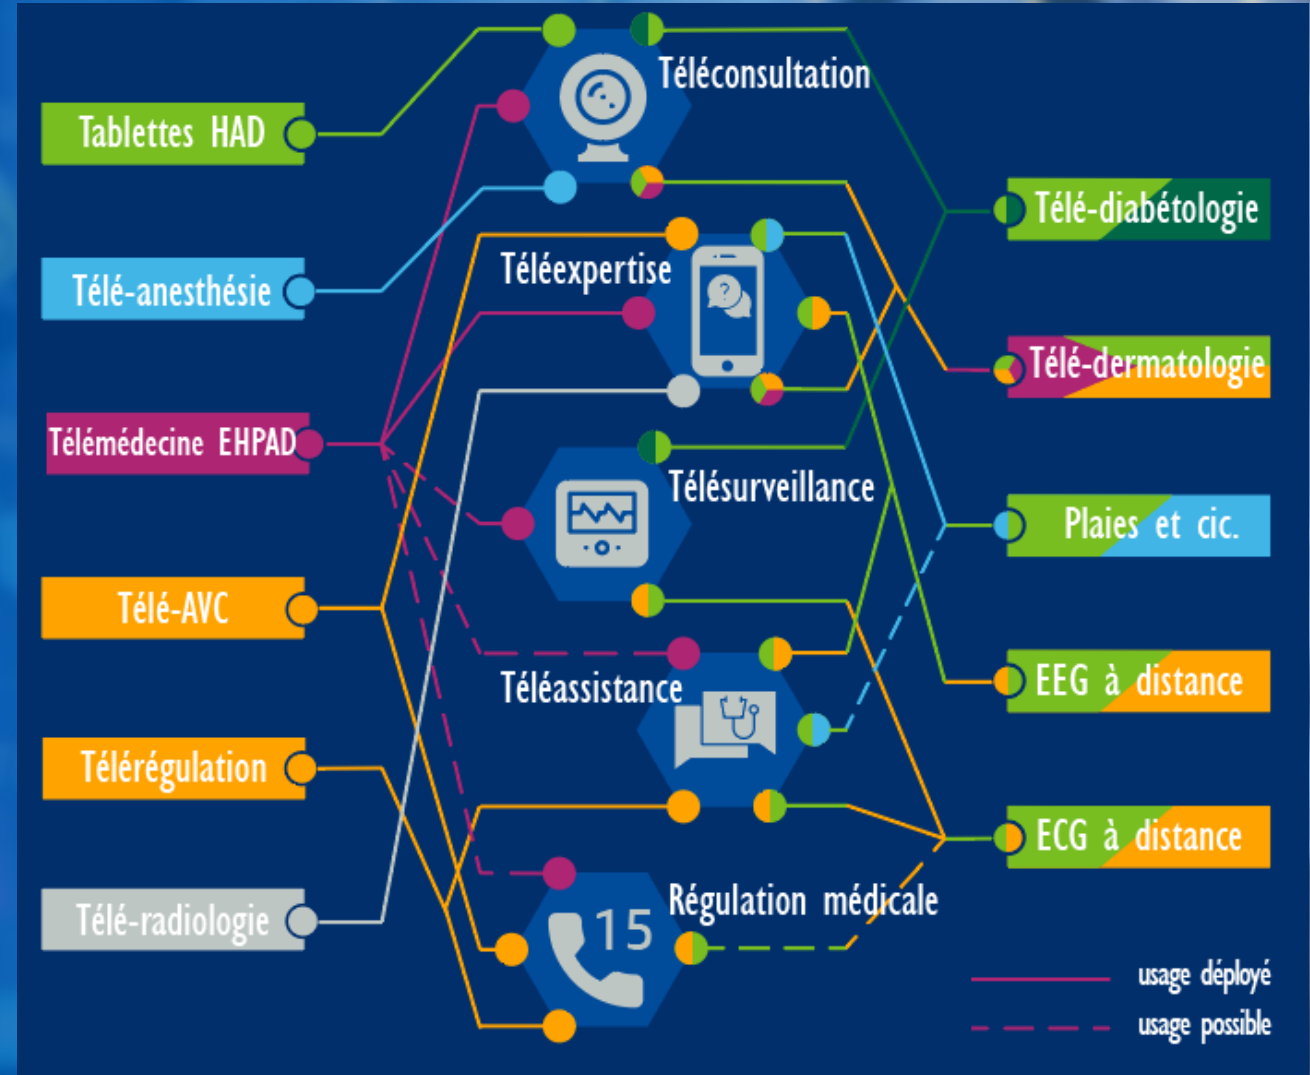 Téléconsultation
Tablettes HAD
Télé-diabétologie
Téléexpertise
?
Télé-anesthésie
Télé-dermatologie
Télémédecine EHPAD
Télésurveillance
Plaies et cic.
Télé-AVC
Téléassistance
EEG à distance
Télérégulation
ECG à distance
Régulation médicale
Télé-radiologie
15
usage déployé
usage possible